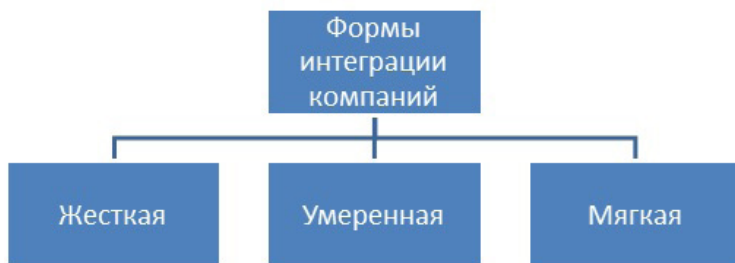 Формы
интеграции
компаний
Жесткая
Умеренная
Мягкая